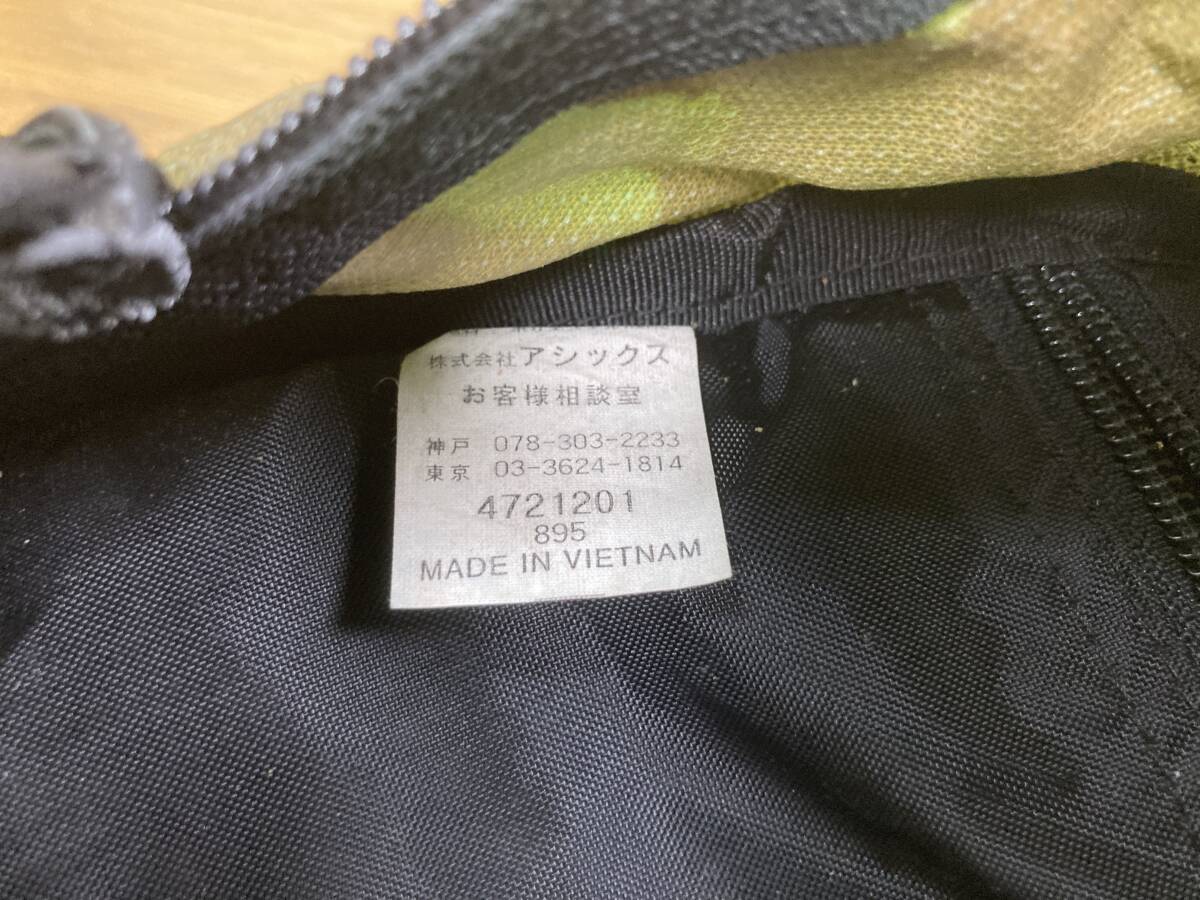 株式会社アシックス
お客様相談室
神戸 078-303-2233
東京 03-3624-1814
4721201
895
MADE IN VIETNAM